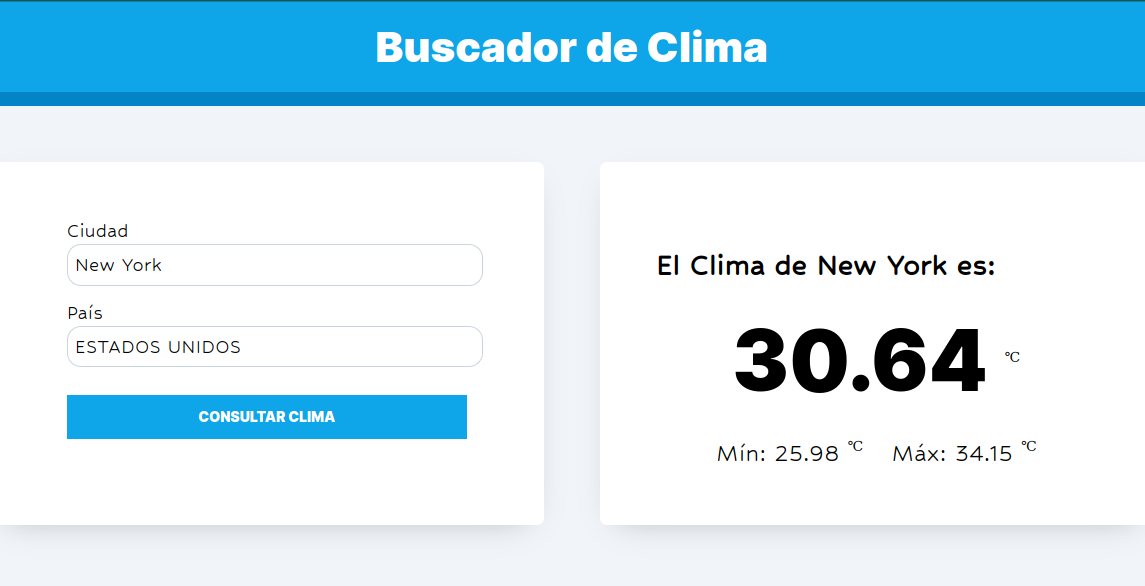 Buscador de Clima
Ciudad
New York
País
ESTADOS UNIDOS
CONSULTAR CLIMA
El Clima de New York es:
30.64 ℃
Mín: 25.98 ℃ Máx: 34.15 ℃